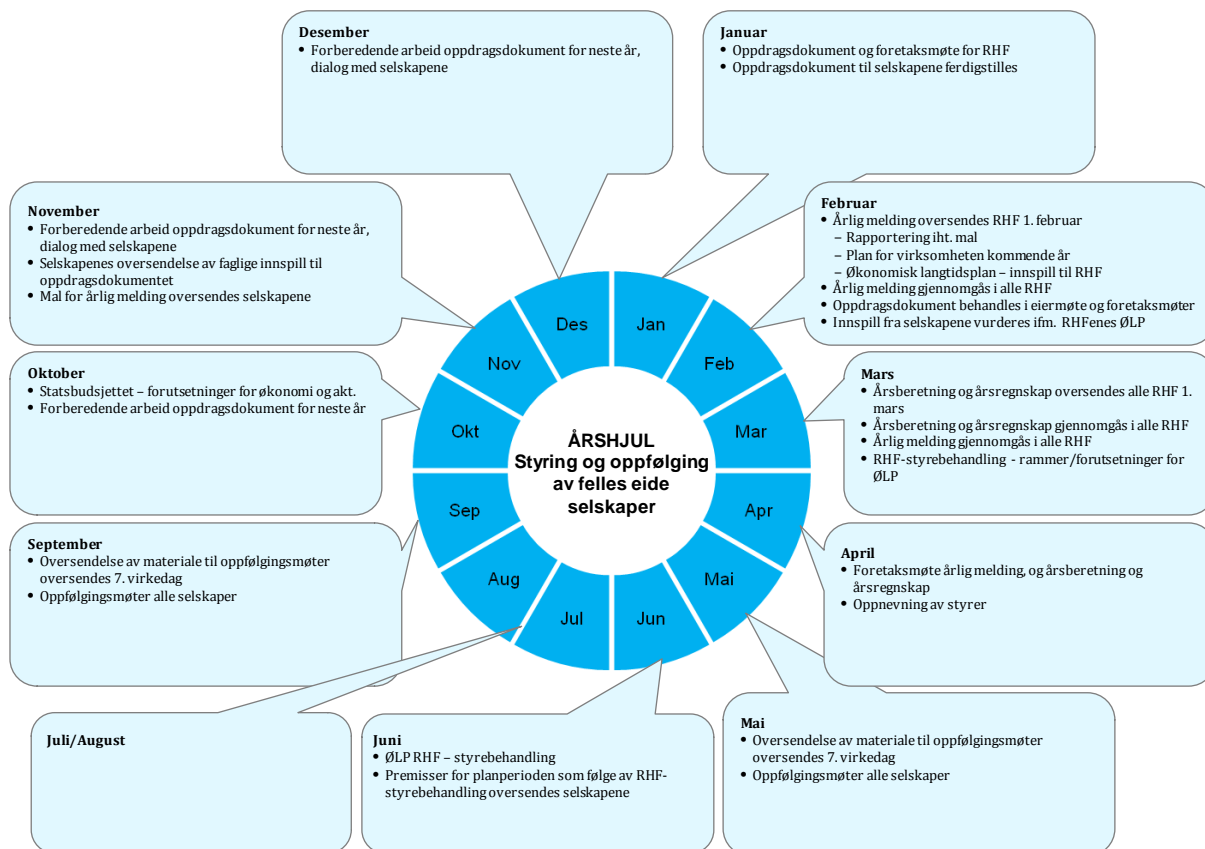 Desember
• Forberedende arbeid oppdragsdokument for neste år,
dialog med selskapene
Januar
• Oppdragsdokument og foretaksmøte for RHF
• Oppdragsdokument til selskapene ferdigstilles
Februar
• Årlig melding oversendes RHF 1. februar
– Rapportering iht. mal
– Plan for virksomheten kommende år
– Økonomisk langtidsplan – innspill til RHF
• Årlig melding gjennomgås i alle RHF
• Oppdragsdokument behandles i eiermøte og foretaksmøter
• Innspill fra selskapene vurderes ifm. RHFenes ØLP
Mars
• Årsberetning og årsregnskap oversendes alle RHF 1.
mars
• Årsberetning og årsregnskap gjennomgås i alle RHF
• Årlig melding gjennomgås i alle RHF
• RHF-styrebehandling - rammer/forutsetninger for
ØLP
April
• Foretaksmøte årlig melding, og årsberetning og
årsregnskap
• Oppnevning av styrer
Mai
• Oversendelse av materiale til oppfølgingsmøter
oversendes 7. virkedag
• Oppfølgingsmøter alle selskaper
Juni
• ØLP RHF – styrebehandling
• Premisser for planperioden som følge av RHF-
styrebehandling oversendes selskapene
Juli/August
September
• Oversendelse av materiale til oppfølgingsmøter
oversendes 7. virkedag
• Oppfølgingsmøter alle selskaper
Oktober
• Statsbudsjettet – forutsetninger for økonomi og akt.
• Forberedende arbeid oppdragsdokument for neste år
November
• Forberedende arbeid oppdragsdokument for neste år,
dialog med selskapene
• Selskapenes oversendelse av faglige innspill til
oppdragsdokumentet
• Mal for årlig melding oversendes selskapene
Jan
Feb
Mar
Apr
Mai
Jun
Jul
Aug
Sep
Okt
Nov
Des
ÅRSHJUL
Styring og oppfølging
av felles eide
selskaper